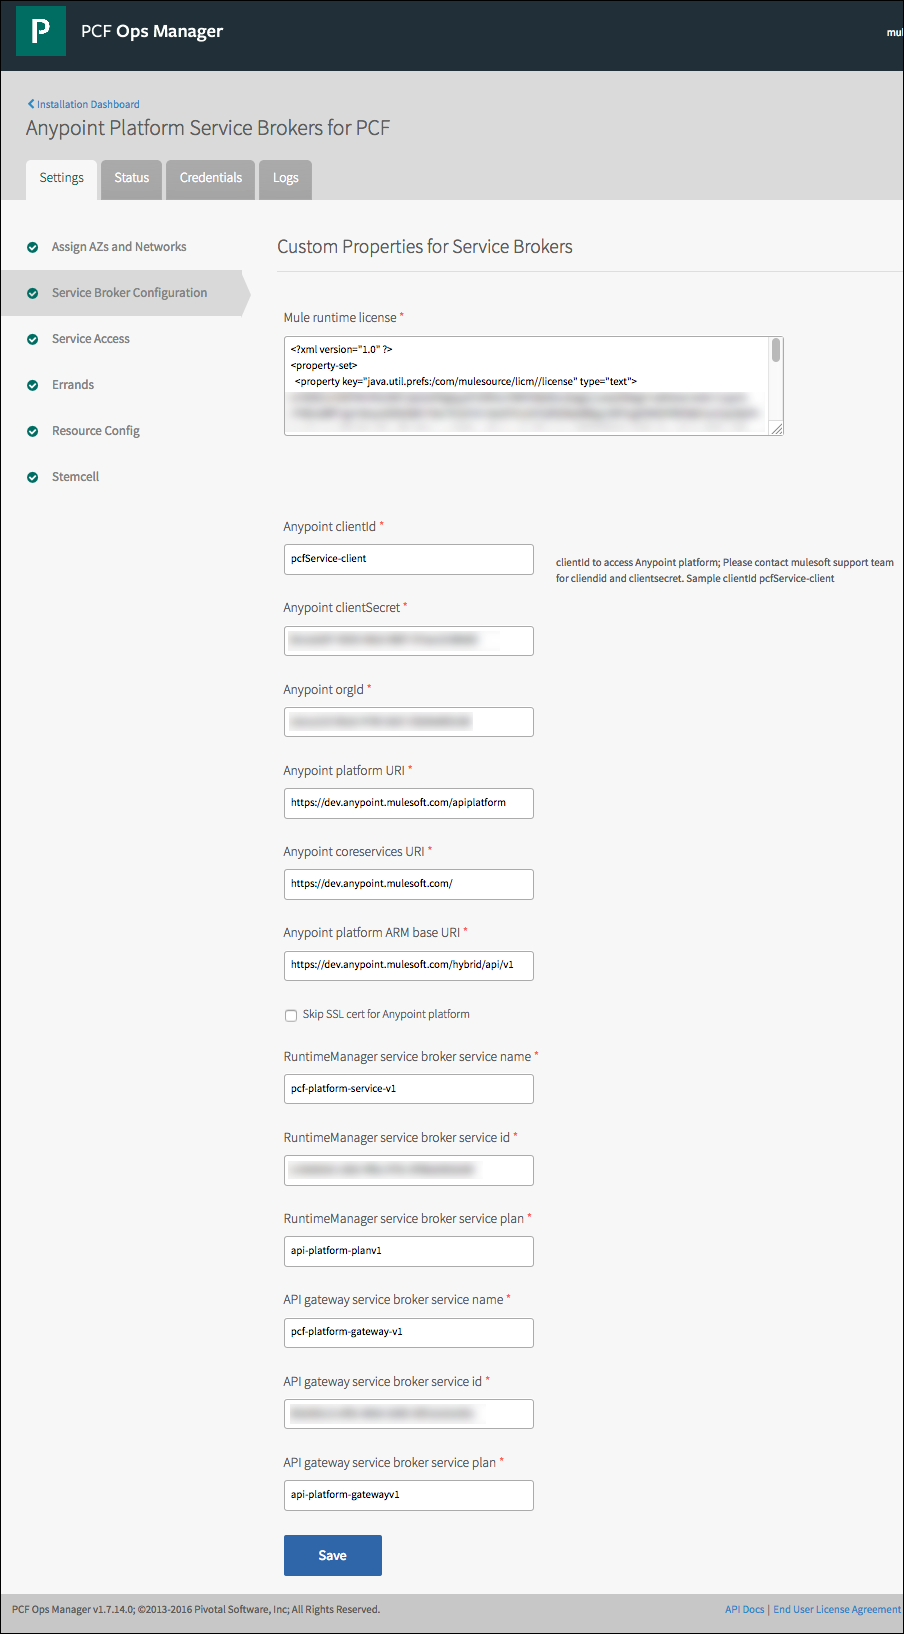 P
PCF Ops Manager
mul
Installation Dashboard
Anypoint Platform Service Brokers for PCF
Settings
Status
Credentials
Logs
Assign AZs and Networks
Service Broker Configuration
Service Access
Errands
Resource Config
Stemcell
Custom Properties for Service Brokers
Mule runtime license *
<?xml version="1.0" ?>
<property-set>
<property key="java.util.prefs:/com/mulesource/licm//license" type="text">
Anypoint clientId *
pcfService-client
clientId to access Anypoint platform; Please contact mulesoft support team
for cliendid and clientsecret. Sample clientId pcfService-client
Anypoint clientSecret *
Anypoint orgId *
Anypoint platform URI *
https://dev.anypoint.mulesoft.com/apiplatform
Anypoint coreservices URI *
https://dev.anypoint.mulesoft.com/
Anypoint platform ARM base URI *
https://dev.anypoint.mulesoft.com/hybrid/api/v1
Skip SSL cert for Anypoint platform
RuntimeManager service broker service name *
pcf-platform-service-v1
RuntimeManager service broker service id *
RuntimeManager service broker service plan *
api-platform-planv1
API gateway service broker service name *
pcf-platform-gateway-v1
API gateway service broker service id *
API gateway service broker service plan *
api-platform-gatewayv1
Save
PCF Ops Manager v1.7.14.0; ©2013-2016 Pivotal Software, Inc; All Rights Reserved.
API Docs | End User License Agreement